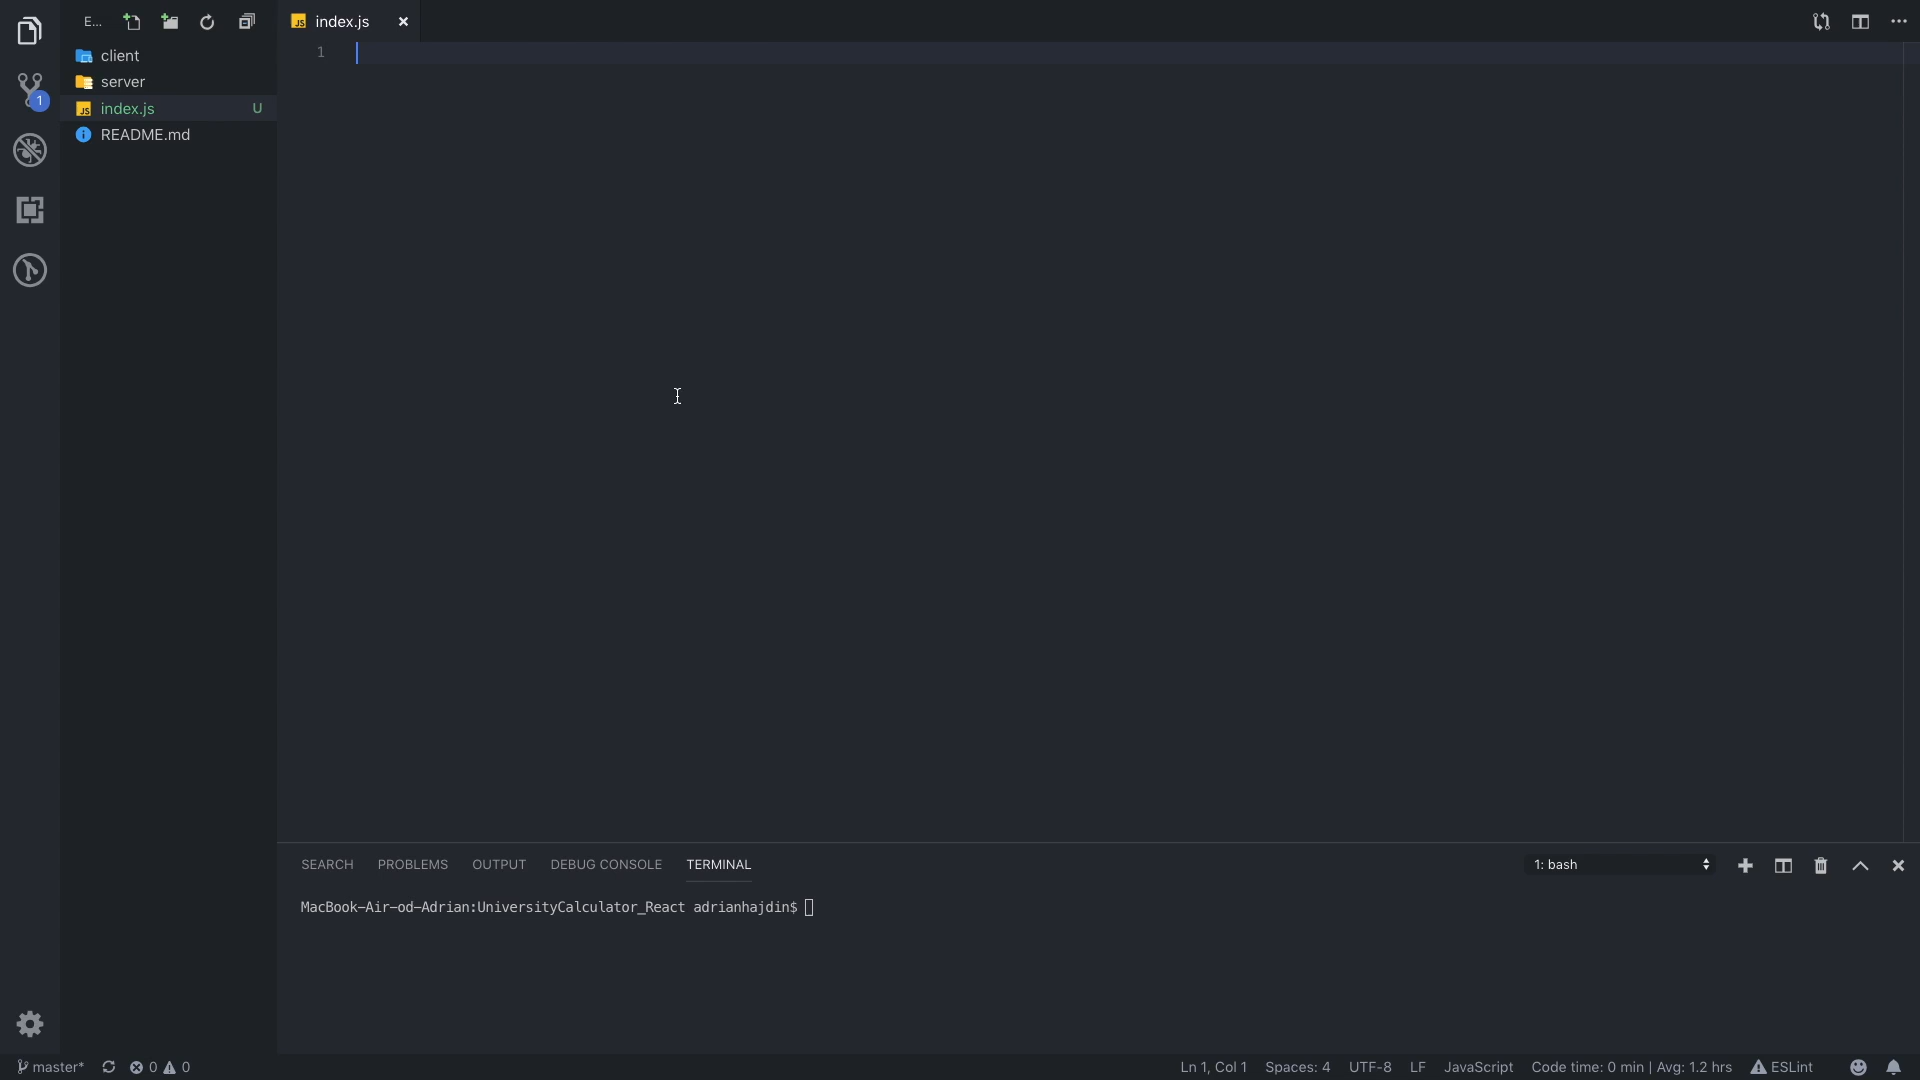 E...
index.js
client
server
index.js U
README.md
1
1
SEARCH PROBLEMS OUTPUT DEBUG CONSOLE TERMINAL
1: bash
MacBook-Air-od-Adrian:UniversityCalculator_React adrianhajdin$
master* 0 0
Ln 1, Col 1 Spaces: 4 UTF-8 LF JavaScript Code time: 0 min | Avg: 1.2 hrs ESLint